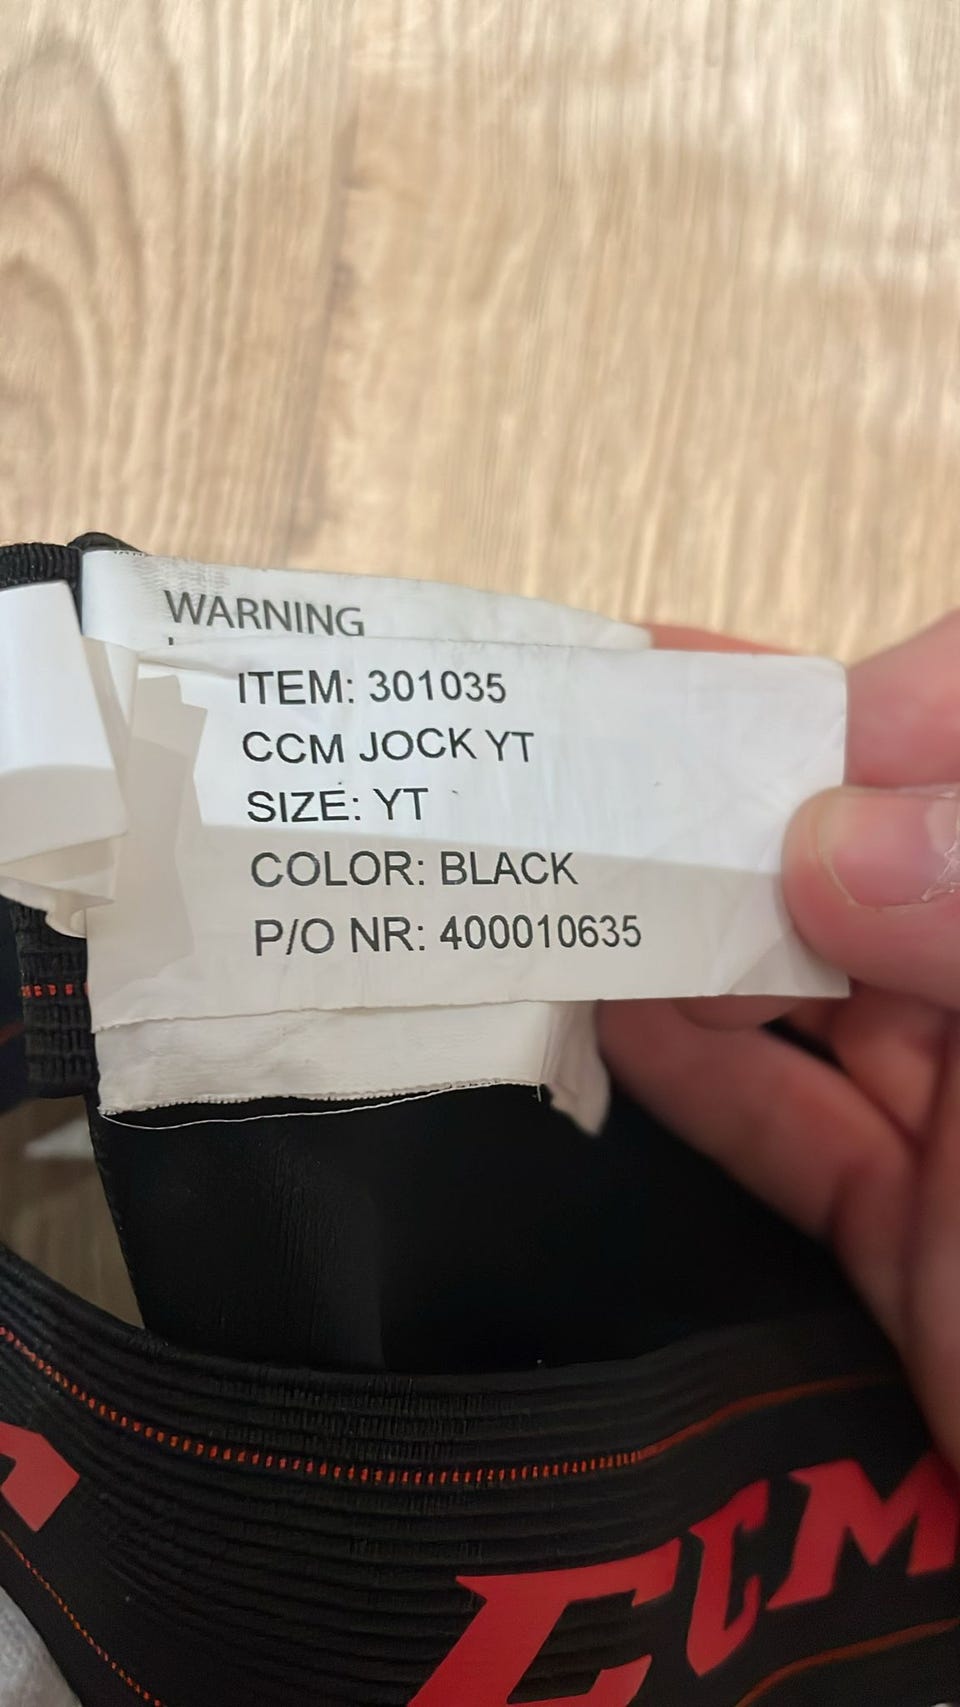 WARNING
ITEM: 301035
CCM JOCK YT
SIZE: YT
COLOR: BLACK
P/O NR: 400010635
CCM